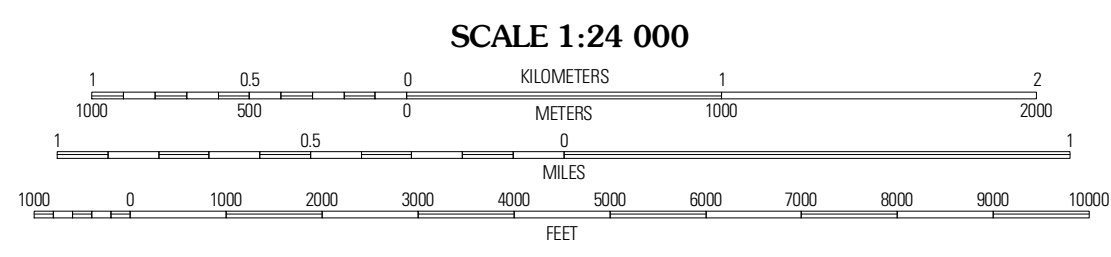 SCALE 1:24 000
1 0.5 0 KILOMETERS 1 2
1000 500 0 METERS 1000 2000
1 0.5 0 1
MILES
1000 0 1000 2000 3000 4000 5000 6000 7000 8000 9000 10000
FEET